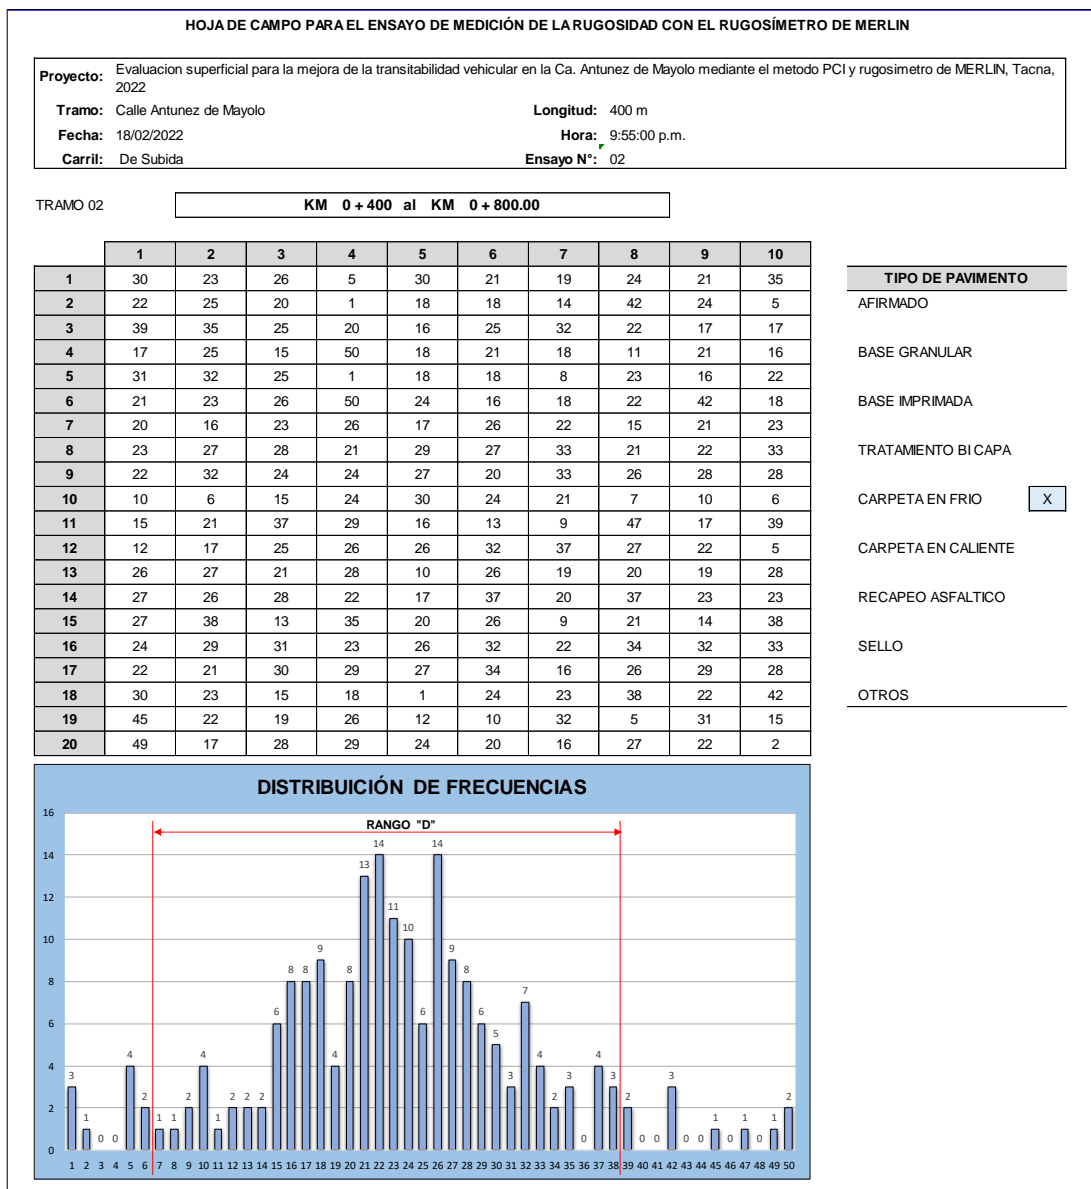 HOJA DE CAMPO PARA EL ENSAYO DE MEDICIÓN DE LA RUGOSIDAD CON EL RUGOSÍMETRO DE MERLIN
Proyecto: Evaluacion superficial para la mejora de la transitabilidad vehicular en la Ca. Antunez de Mayolo mediante el metodo PCI y rugosimetro de MERLIN, Tacna,
2022
Tramo: Calle Antunez de Mayolo Longitud: 400 m
Fecha: 18/02/2022 Hora: 9:55:00 p.m.
Carril: De Subida Ensayo N°: 02
TRAMO 02 KM 0 + 400 al KM 0 + 800.00
1 2 3 4 5 6 7 8 9 10
1 30 23 26 5 30 21 19 24 21 35
2 22 25 20 1 18 18 14 42 24 5
3 39 35 25 20 16 25 32 22 17 17
4 17 25 15 50 18 21 18 11 21 16
5 31 32 25 1 18 18 8 23 16 22
6 21 23 26 50 24 16 18 22 42 18
7 20 16 23 26 17 26 22 15 21 23
8 23 27 28 21 29 27 33 21 22 33
9 22 32 24 24 27 20 33 26 28 28
10 10 6 15 24 30 24 21 7 10 6
11 15 21 37 29 16 13 9 47 17 39
12 12 17 25 26 26 32 37 27 22 5
13 26 27 21 28 10 26 19 20 19 28
14 27 26 28 22 17 37 20 37 23 23
15 27 38 13 35 20 26 9 21 14 38
16 24 29 31 23 26 32 22 34 32 33
17 22 21 30 29 27 34 16 26 29 28
18 30 23 15 18 1 24 23 38 22 42
19 45 22 19 26 12 10 32 5 31 15
20 49 17 28 29 24 20 16 27 22 2
TIPO DE PAVIMENTO
AFIRMADO
BASE GRANULAR
BASE IMPRIMADA
TRATAMIENTO BI CAPA
CARPETA EN FRIO X
CARPETA EN CALIENTE
RECAPEO ASFALTICO
SELLO
OTROS
DISTRIBUICIÓN DE FRECUENCIAS
RANGO "D"
16
14
12
10
8
6
4
2
0
3 1 0 0 4 2 1 1 2 4 1 2 2 2 6 8 8 9 4 8 13 14 11 10 6 14 9 8 6 5 3 7 4 2 3 0 4 3 2 0 0 3 0 0 1 0 1 0 1 2
1 2 3 4 5 6 7 8 9 10 11 12 13 14 15 16 17 18 19 20 21 22 23 24 25 26 27 28 29 30 31 32 33 34 35 36 37 38 39 40 41 42 43 44 45 46 47 48 49 50